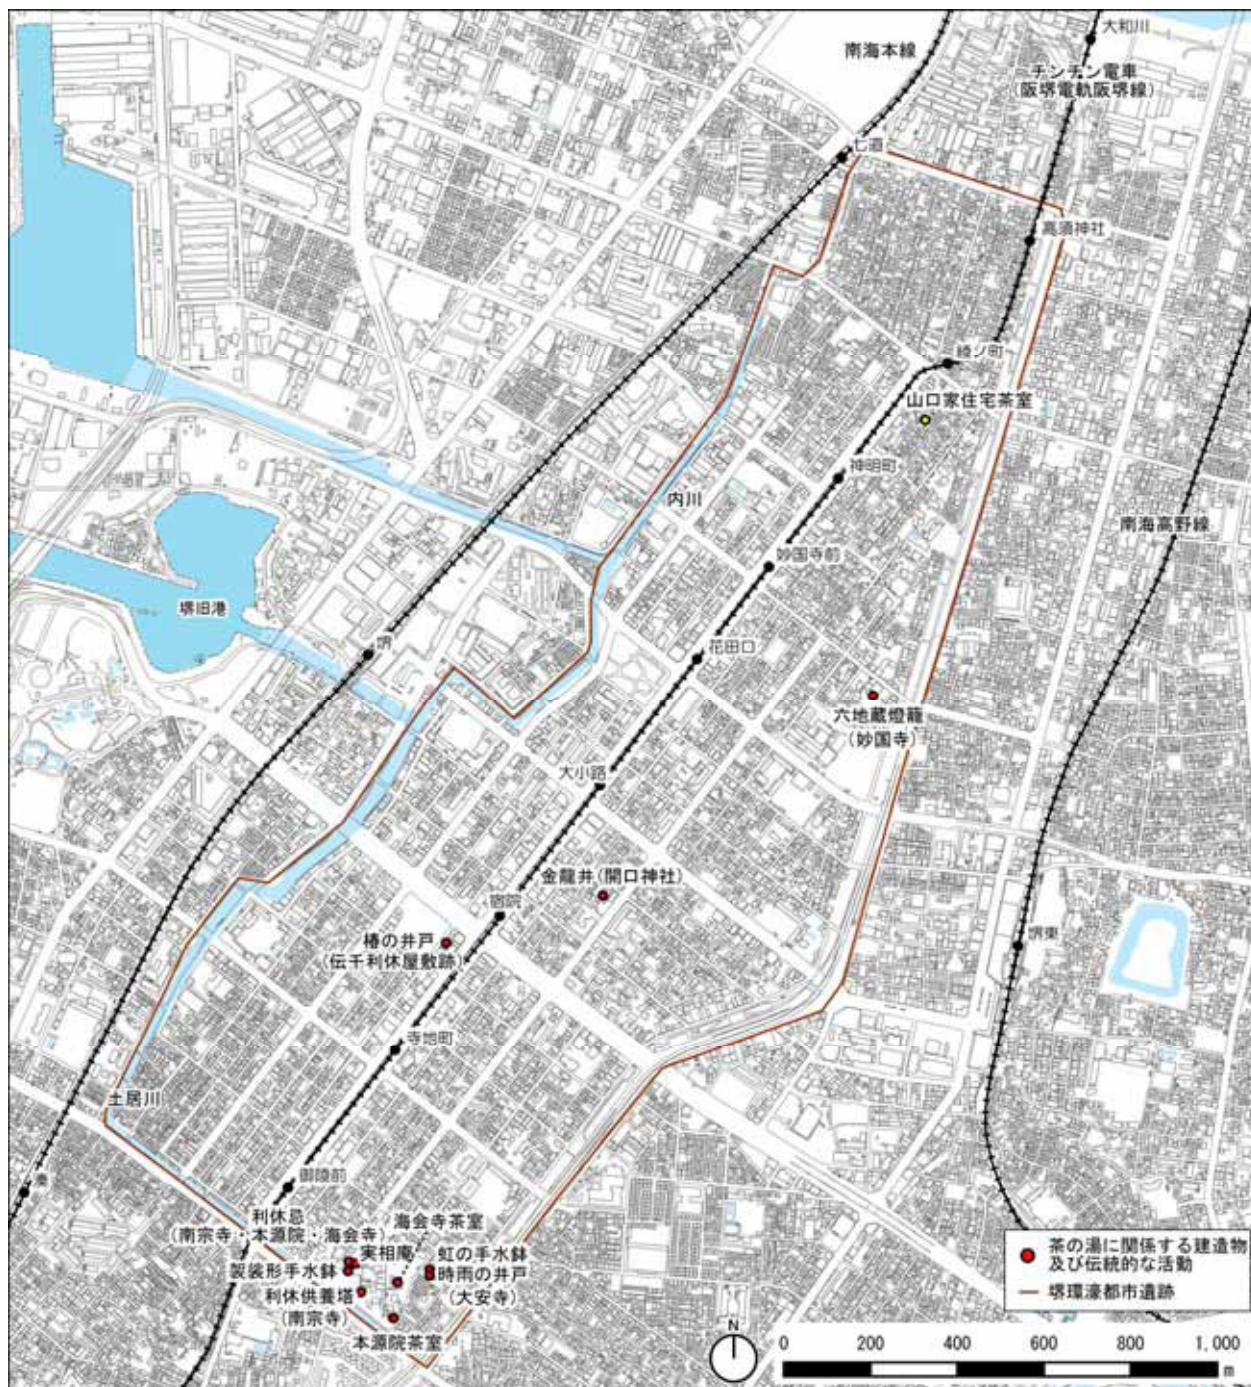 大和川
南海本線
チンチン電車
（阪堺電軌阪堺線）
七道
高須神社
綾ノ町
山口家住宅茶室
神明町
内川
南海高野線
妙国寺前
堺旧港
堺
花田口
六地蔵燈籠
（妙国寺）
大小路
金龍井（開口神社）
宿院
椿の井戸
（伝千利休屋敷跡）
堺東
寺地町
土居川
御陵前
湊
利休忌
（南宗寺・本源院・海会寺）
海会寺茶室
実相庵
虹の手水鉢
袈裟形手水鉢
時雨の井戸
（大安寺）
利休供養塔
（南宗寺）
本源院茶室
茶の湯に関係する建造物
及び伝統的な活動
堺環濠都市遺跡
N
0 200 400 600 800 1,000
m